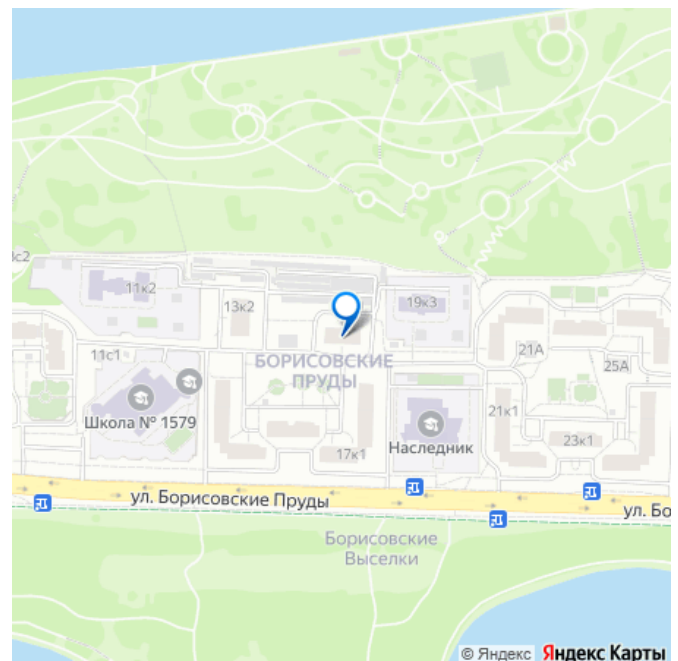 с2
11к2
13к2
19к3
11с1
БОРИСОВСКИЕ
ПРУДЫ
21А
25А
Школа № 1579
21к1
17к1
Наследник
23к1
ул. Борисовские Пруды
ул. Бо
Борисовские
Выселки
© Яндекс Яндекс Карты